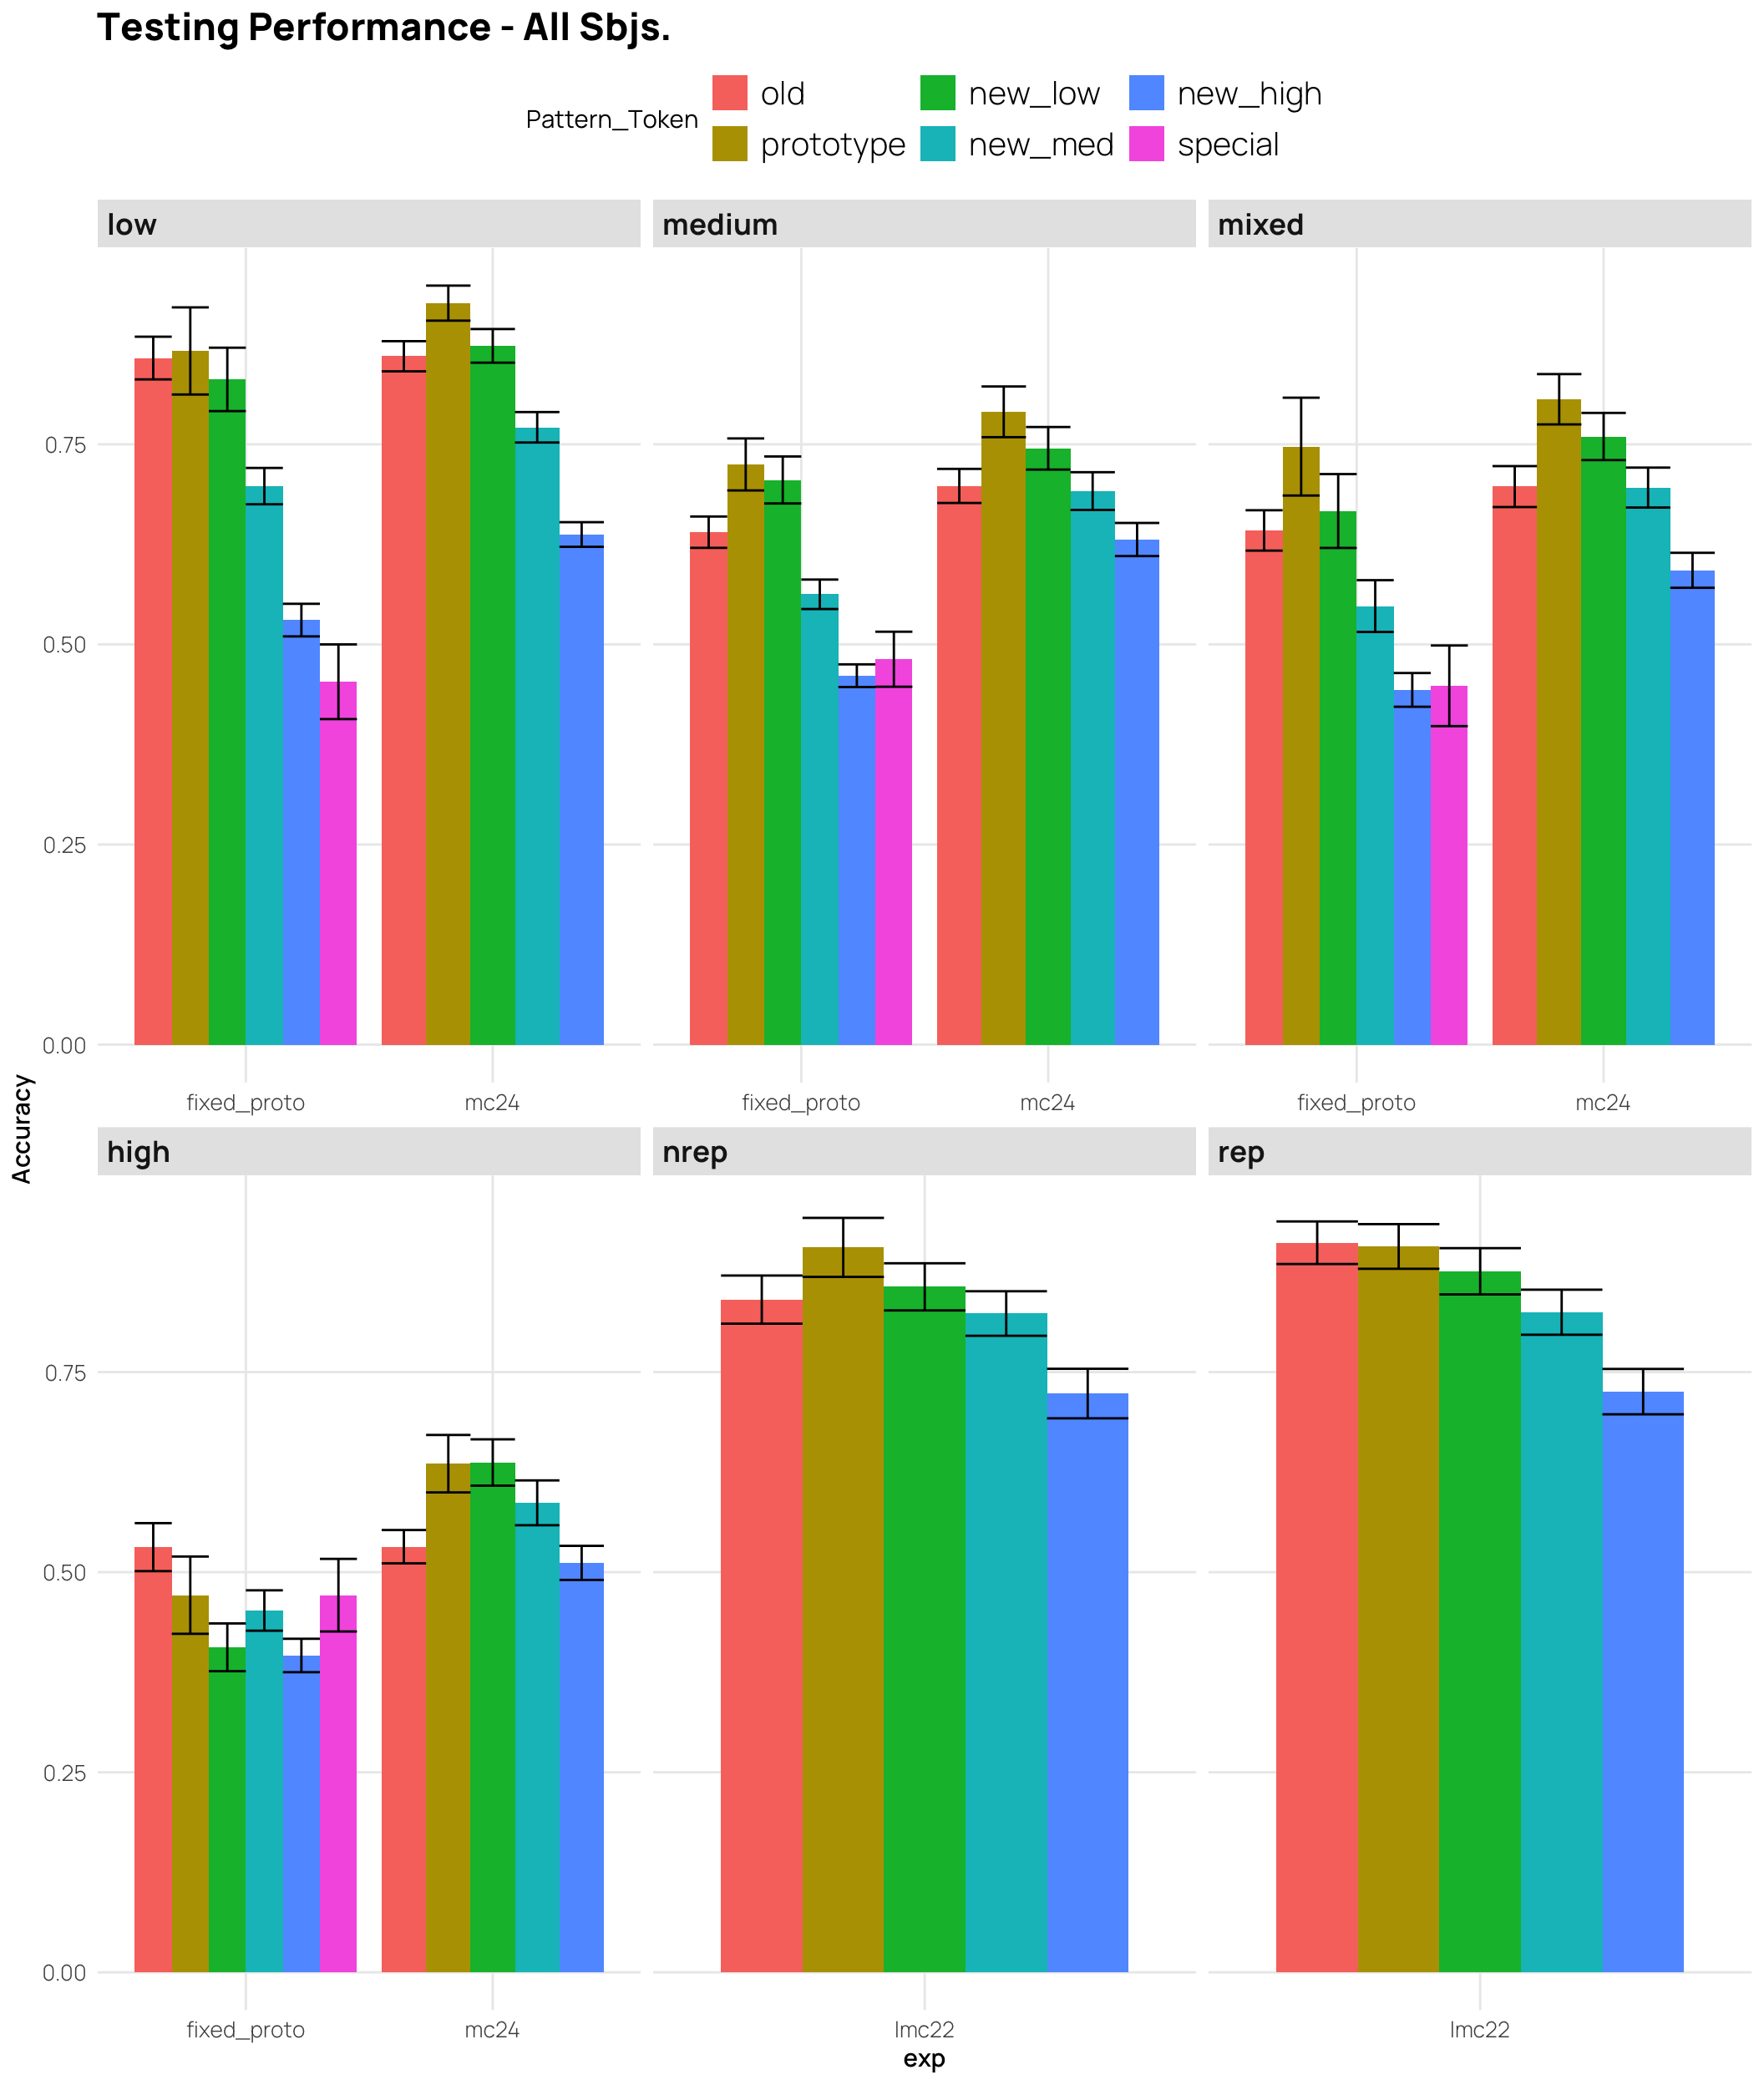 Testing Performance - All Sbjs.
Pattern_Token
old
new_low
new_high
prototype
new_med
special
low
medium
mixed
0.75
0.50
0.25
0.00
fixed_proto
mc24
fixed_proto
mc24
fixed_proto
mc24
Accuracy
high
nrep
rep
0.75
0.50
0.25
0.00
fixed_proto
mc24
lmc22
lmc22
exp